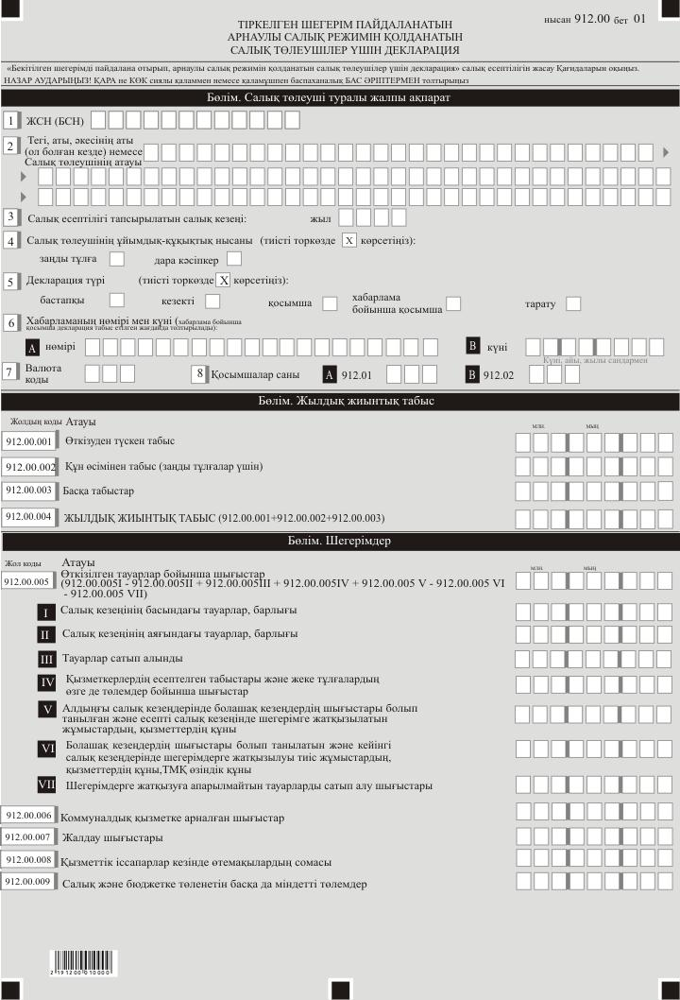 нысан 912.00 бет 01
ТІРКЕЛГЕН ШЕГЕРІМ ПАЙДАЛАНАТЫН
АРНАУЛЫ САЛЫҚ РЕЖИМІН ҚОЛДАНАТЫН
САЛЫҚ ТӨЛЕУШІЛЕР ҮШІН ДЕКЛАРАЦИЯ
«Бекітілген шегерімді пайдалана отырып, арнаулы салық режимін қолданатын салық төлеушілер үшін декларация» салық есептілігін жасау Қағидаларын оқыңыз.
НАЗАР АУДАРЫҢЫЗ! ҚАРА не КӨК сиялы қаламмен немесе қаламұшпен баспаханалық БАС ӘРІПТЕРМЕН толтырыңыз
Бөлім. Салық төлеуші туралы жалпы ақпарат
1 ЖСН (БСН)
2 Тегі, аты, әкесінің аты
(ол болған кезде) немесе
Салық төлеушінің атауы
3 Салық есептілігі тапсырылатын салық кезеңі: жыл
4 Салық төлеушінің ұйымдық-құқықтық нысаны (тиісті торкөзде X көрсетіңіз):
заңды тұлға дара кәсіпкер
5 Декларация түрі (тиісті торкөзде X көрсетіңіз):
бастапқы кезекті қосымша хабарлама
бойынша қосымша тарату
6 Хабарламаның нөмірі мен күні (хабарлама бойынша
қосымша декларация табыс етілген жағдайда толтырылады):
A нөмірі B күні
Күні, айы, жылы сандармен
7 Валюта
коды
8 Қосымшалар саны A 912.01 B 912.02
Бөлім. Жылдық жиынтық табыс
Жолдың коды Атауы млн. мың
912.00.001 Өткізуден түскен табыс
912.00.002 Құн өсімінен табыс (заңды тұлғалар үшін)
912.00.003 Басқа табыстар
912.00.004 ЖЫЛДЫҚ ЖИЫНТЫҚ ТАБЫС (912.00.001+912.00.002+912.00.003)
Бөлім. Шегерімдер
Жол коды Атауы млн. мың
912.00.005 Өткізілген тауарлар бойынша шығыстар
(912.00.005I - 912.00.005II + 912.00.005III + 912.00.005IV + 912.00.005 V - 912.00.005 VI
- 912.00.005 VII)
I Салық кезеңінің басындағы тауарлар, барлығы
II Салық кезеңінің аяғындағы тауарлар, барлығы
III Тауарлар сатып алынды
IV Қызметкерлердің есептелген табыстары және жеке тұлғалардың
өзге де төлемдер бойынша шығыстар
V Алдыңғы салық кезеңдерінде болашақ кезеңдердің шығыстары болып
танылған және есепті салық кезеңінде шегерімге жатқызылатын
жұмыстардың, қызметтердің құны
VI Болашақ кезеңдердің шығыстары болып танылатын және кейінгі
салық кезеңдерінде шегерімдерге жатқызылуы тиіс жұмыстардың,
қызметтердің құны,ТМҚ өзіндік құны
VII Шегерімдерге жатқызуға апарылмайтын тауарларды сатып алу шығыстары
912.00.006 Коммуналдық қызметке арналған шығыстар
912.00.007 Жалдау шығыстары
912.00.008 Қызметтік іссапарлар кезінде өтемақылардың сомасы
912.00.009 Салық және бюджетке төленетін басқа да міндетті төлемдер
2191200010000